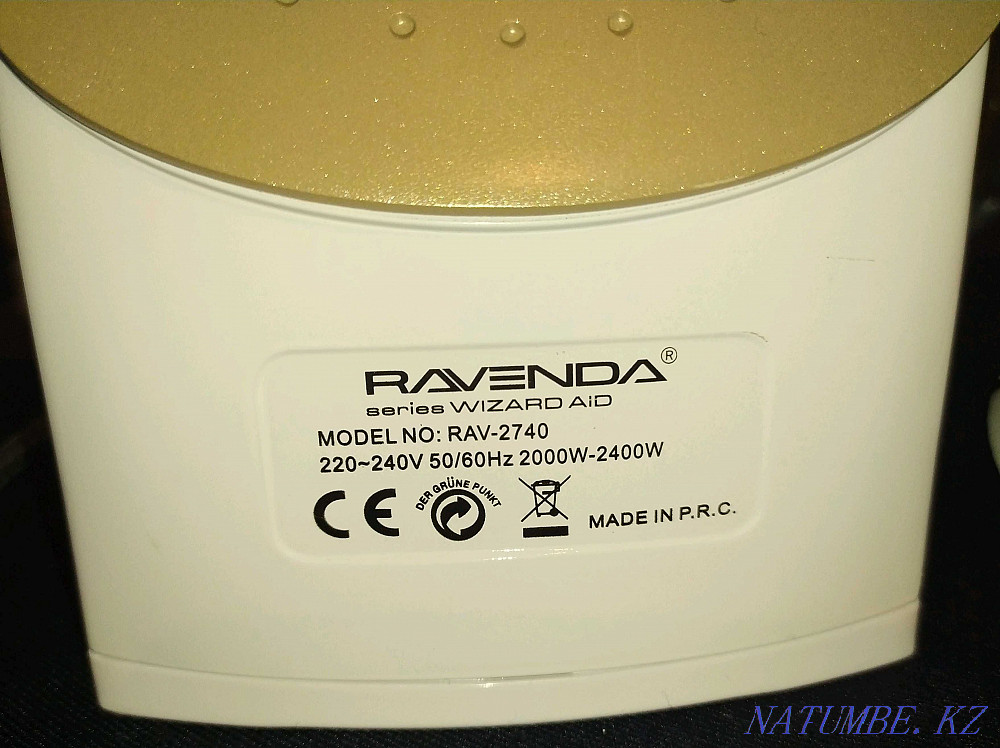 RAVENDA®
series WIZARD AiD
MODEL NO: RAV-2740
220~240V 50/60Hz 2000W-2400W
CE DER GRÜNE PUNKT MADE IN P.R.C.
NATUMBE. KZ